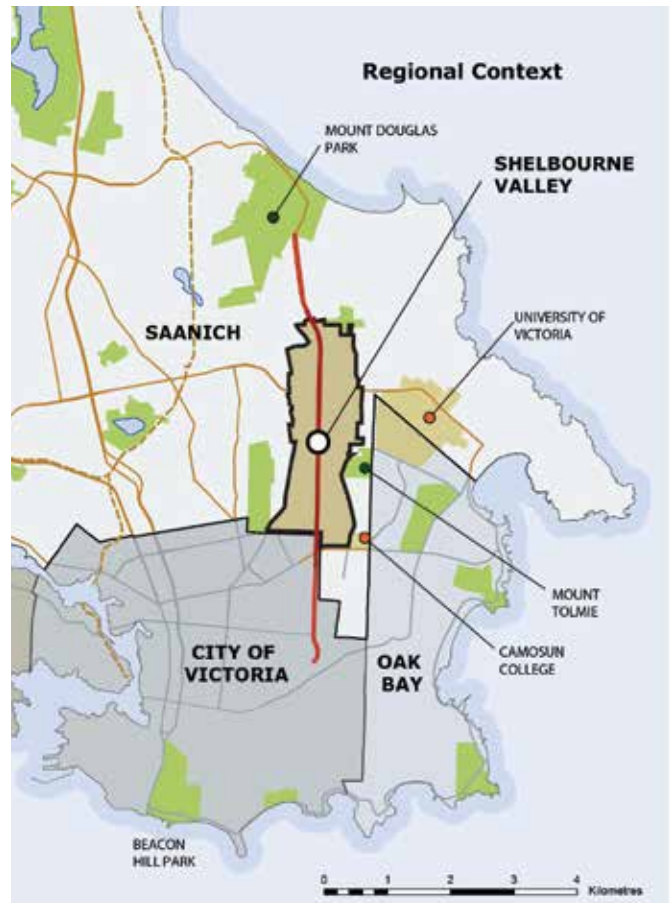 Regional Context
MOUNT DOUGLAS
PARK
SHELBOURNE
VALLEY
SAANICH
UNIVERSITY OF
VICTORIA
MOUNT
TOLMIE
CITY OF
VICTORIA
OAK
BAY
CAMOSUN
COLLEGE
BEACON
HILL PARK
0 1 2 3 4
Kilometres